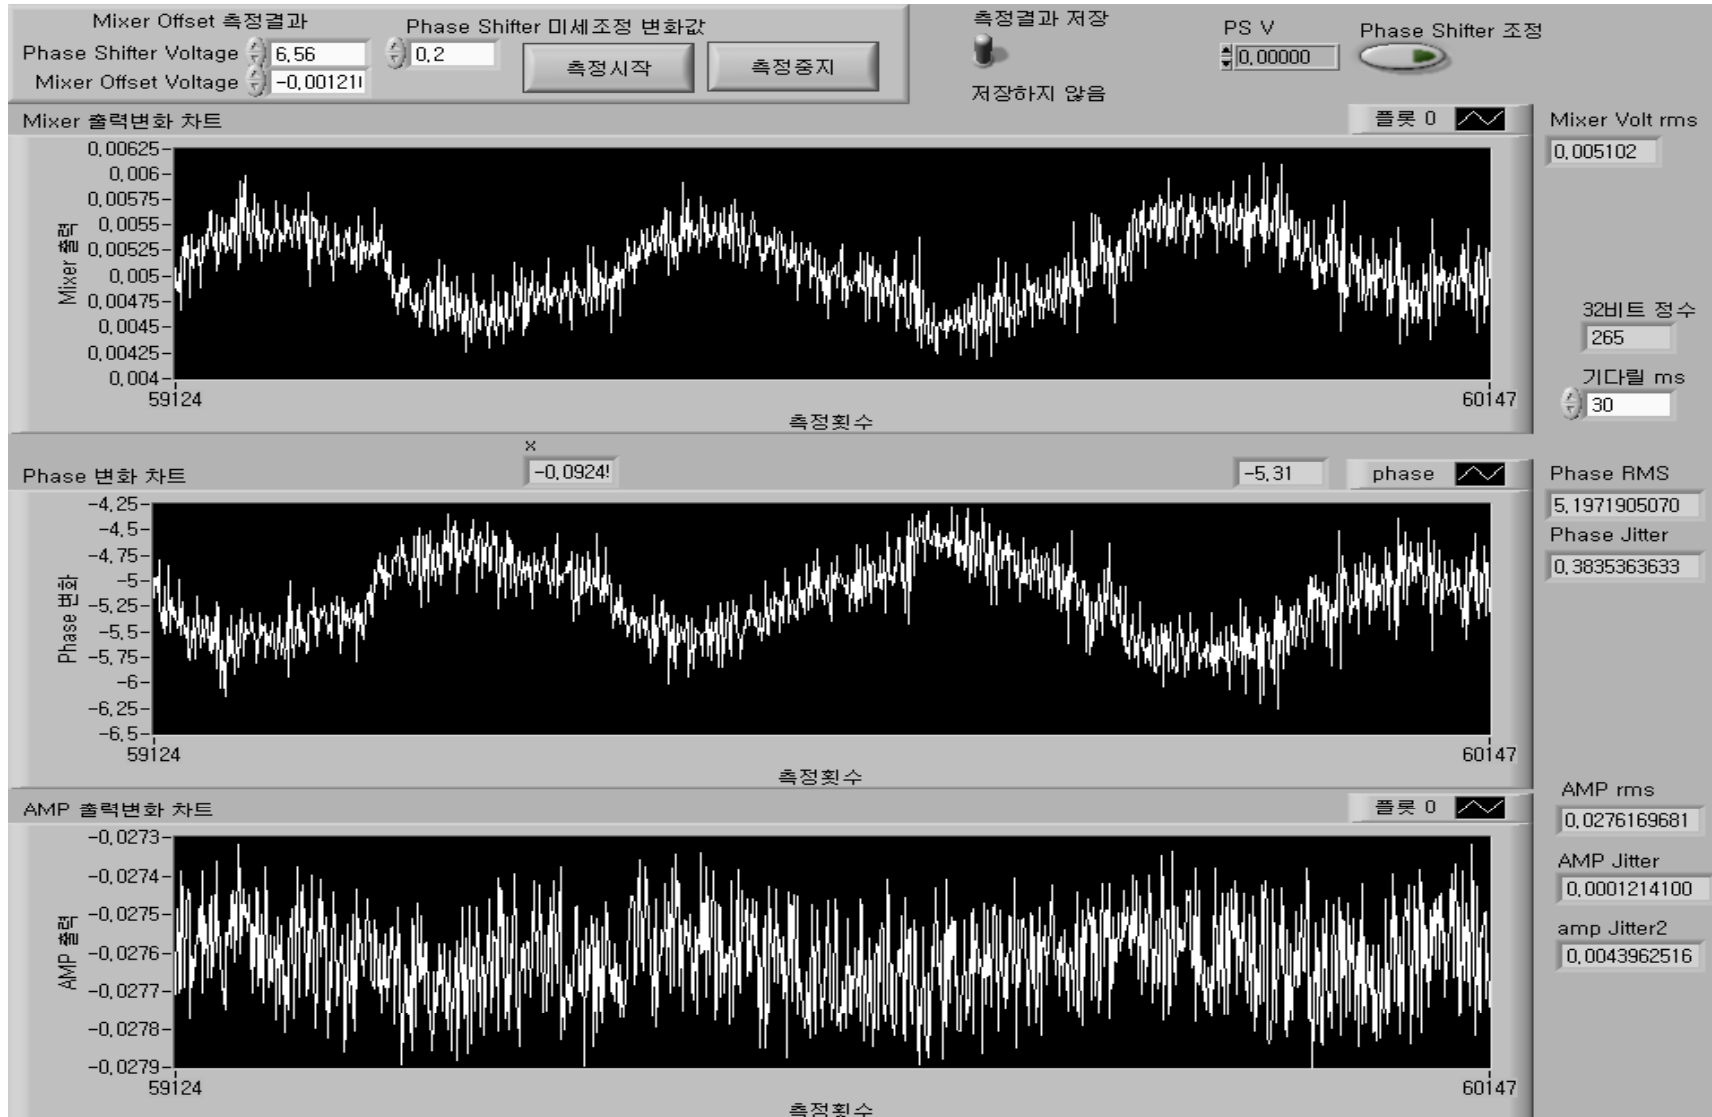 Mixer Offset 측정결과
Phase Shifter 미세조정 변화값
측정결과 저장
PS V
Phase Shifter 조정
Phase Shifter Voltage 6,56
0,2
측정시작
측정중지
0,00000
Mixer Offset Voltage -0,00121
저장하지 않음
Mixer 출력변화 차트
플롯 0
Mixer Volt rms
0,005102
Mixer 출력
0,00625
0,006
0,00575
0,0055
0,00525
0,005
0,00475
0,0045
0,00425
0,004
59124
60147
측정횟수
32비트 정수
265
기다릴 ms
30
Phase 변화 차트
x
-0,0924
-5,31
phase
Phase RMS
5,1971905070
Phase Jitter
0,3835363633
Phase 변화
-4,25
-4,5
-4,75
-5
-5,25
-5,5
-5,75
-6
-6,25
-6,5
59124
60147
측정횟수
AMP 출력변화 차트
플롯 0
AMP rms
0,0276169681
AMP Jitter
0,0001214100
amp Jitter2
0,0043962516
AMP 출력
-0,0273
-0,0274
-0,0275
-0,0276
-0,0277
-0,0278
-0,0279
59124
60147
측정횟수